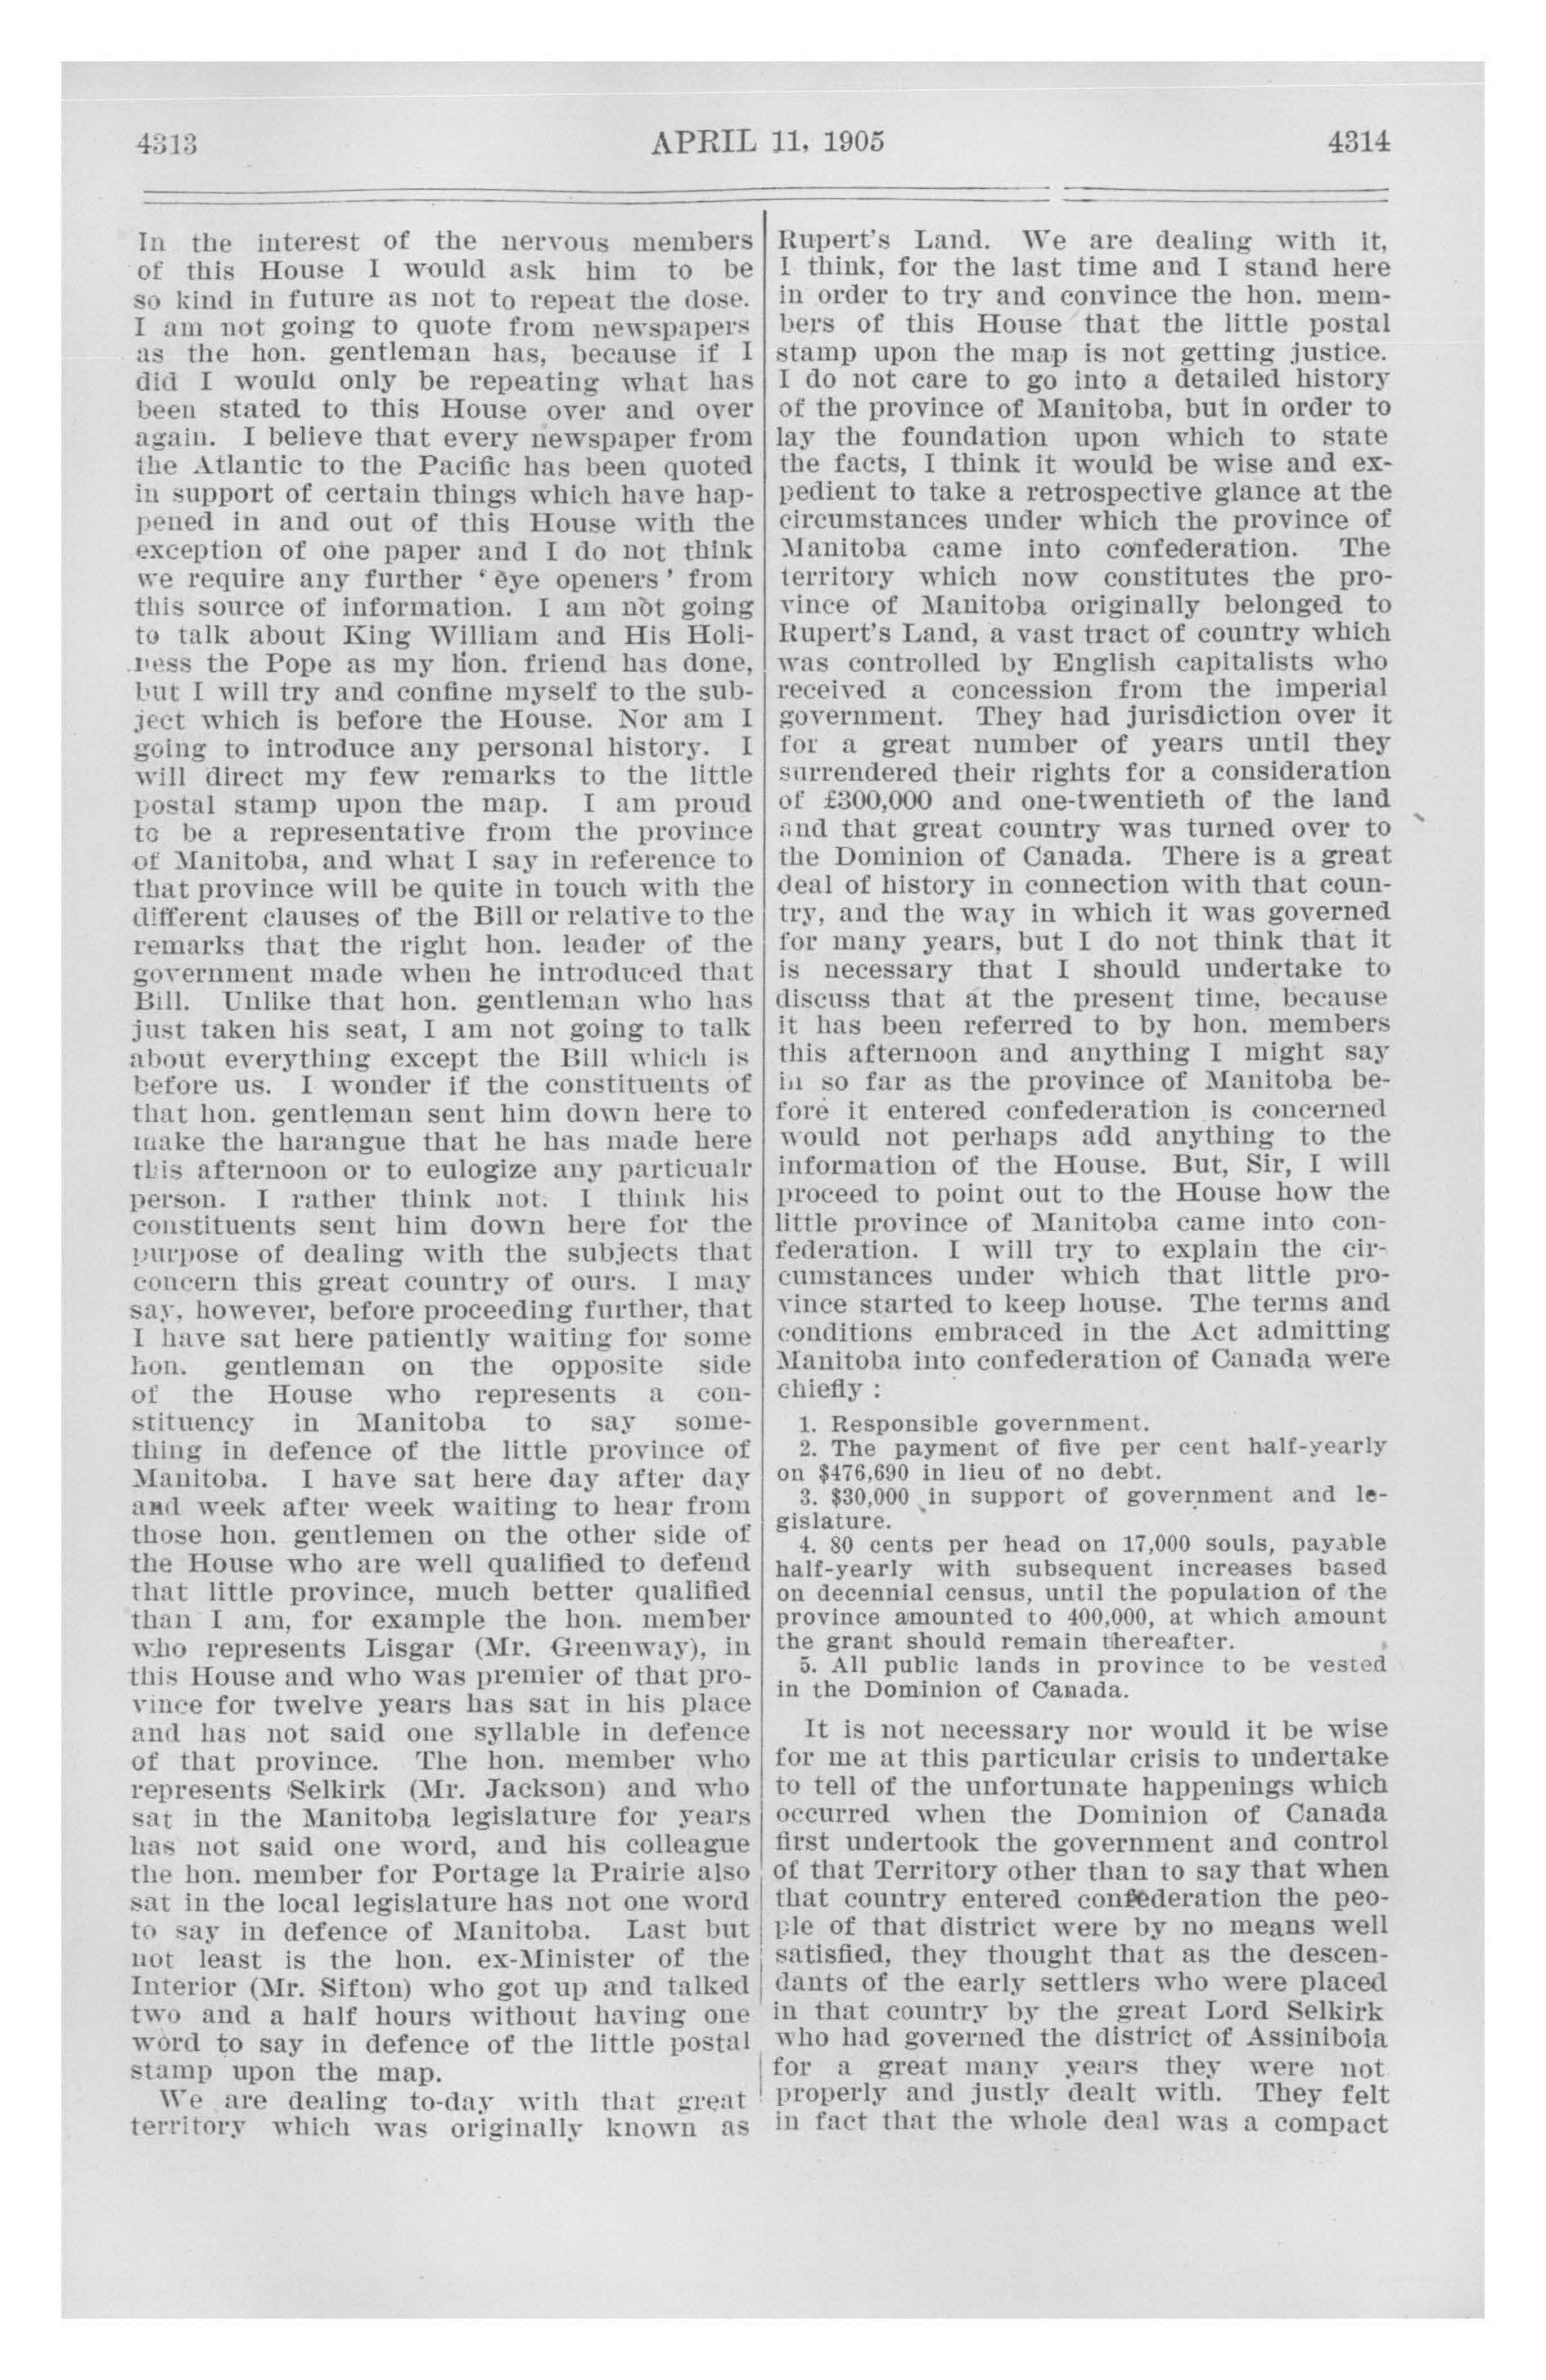 4313
APRIL 11, 1905
4314
In the interest of the nervous members
of this House I would ask him to be
so kind in future as not to repeat the dose.
I am not going to quote from newspapers
as the hon. gentleman has, because if I
did I would only be repeating what has
been stated to this House over and over
again. I believe that every newspaper from
the Atlantic to the Pacific has been quoted
in support of certain things which have hap-
pened in and out of this House with the
exception of one paper and I do not think
we require any further ‘ eye openers ’ from
this source of information. I am not going
to talk about King William and His Holi-
ness the Pope as my hon. friend has done,
but I will try and confine myself to the sub-
ject which is before the House. Nor am I
going to introduce any personal history. I
will direct my few remarks to the little
postal stamp upon the map. I am proud
to be a representative from the province
of Manitoba, and what I say in reference to
that province will be quite in touch with the
different clauses of the Bill or relative to the
remarks that the right hon. leader of the
government made when he introduced that
Bill. Unlike that hon. gentleman who has
just taken his seat, I am not going to talk
about everything except the Bill which is
before us. I wonder if the constituents of
that hon. gentleman sent him down here to
make the harangue that he has made here
this afternoon or to eulogize any particualr
person. I rather think not. I think his
constituents sent him down here for the
purpose of dealing with the subjects that
concern this great country of ours. I may
say, however, before proceeding further, that
I have sat here patiently waiting for some
hon. gentleman on the opposite side
of the House who represents a con-
stituency in Manitoba to say some-
thing in defence of the little province of
Manitoba. I have sat here day after day
and week after week waiting to hear from
those hon. gentlemen on the other side of
the House who are well qualified to defend
that little province, much better qualified
than I am, for example the hon. member
who represents Lisgar (Mr. Greenway), in
this House and who was premier of that pro-
vince for twelve years has sat in his place
and has not said one syllable in defence
of that province. The hon. member who
represents Selkirk (Mr. Jackson) and who
sat in the Manitoba legislature for years
has not said one word, and his colleague
the hon. member for Portage la Prairie also
sat in the local legislature has not one word
to say in defence of Manitoba. Last but
not least is the hon. ex-Minister of the
Interior (Mr. Sifton) who got up and talked
two and a half hours without having one
word to say in defence of the little postal
stamp upon the map.
We are dealing to-day with that great
territory which was originally known as
Rupert's Land. We are dealing with it,
I think, for the last time and I stand here
in order to try and convince the hon. mem-
bers of this House that the little postal
stamp upon the map is not getting justice.
I do not care to go into a detailed history
of the province of Manitoba, but in order to
lay the foundation upon which to state
the facts, I think it would be wise and ex-
pedient to take a retrospective glance at the
circumstances under which the province of
Manitoba came into confederation. The
territory which now constitutes the pro-
vince of Manitoba originally belonged to
Rupert's Land, a vast tract of country which
was controlled by English capitalists who
received a concession from the imperial
government. They had jurisdiction over it
for a great number of years until they
surrendered their rights for a consideration
of £300,000 and one-twentieth of the land
and that great country was turned over to
the Dominion of Canada. There is a great
deal of history in connection with that coun-
try, and the way in which it was governed
for many years, but I do not think that it
is necessary that I should undertake to
discuss that at the present time, because
it has been referred to by hon. members
this afternoon and anything I might say
in so far as the province of Manitoba be-
fore it entered confederation is concerned
would not perhaps add anything to the
information of the House. But, Sir, I will
proceed to point out to the House how the
little province of Manitoba came into con-
federation. I will try to explain the cir-
cumstances under which that little pro-
vince started to keep house. The terms and
conditions embraced in the Act admitting
Manitoba into confederation of Canada were
chiefly :
1. Responsible government.
2. The payment of five per cent half-yearly
on $476,690 in lieu of no debt.
3. $30,000 in support of government and le-
gislature.
4. 80 cents per head on 17,000 souls, payable
half-yearly with subsequent increases based
on decennial census, until the population of the
province amounted to 400,000, at which amount
the grant should remain thereafter.
5. All public lands in province to be vested
in the Dominion of Canada.
It is not necessary nor would it be wise
for me at this particular crisis to undertake
to tell of the unfortunate happenings which
occurred when the Dominion of Canada
first undertook the government and control
of that Territory other than to say that when
that country entered confederation the peo-
ple of that district were by no means well
satisfied, they thought that as the descen-
dants of the early settlers who were placed
in that country by the great Lord Selkirk
who had governed the district of Assiniboia
for a great many years they were not
properly and justly dealt with. They felt
in fact that the whole deal was a compact